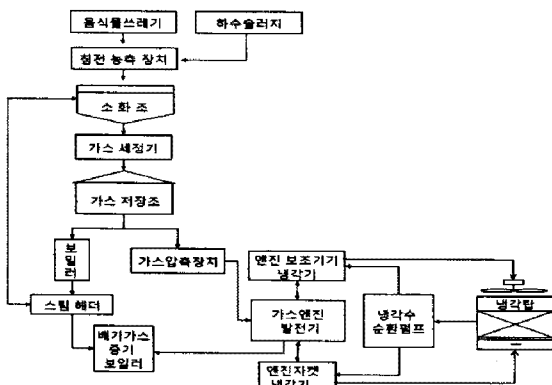 음식물쓰레기
하수슬러지
침전 농축 장치
소 화 조
가스 세정기
가스 저장조
보일러
가스압축장치
엔진 보조기기
냉각기
냉각탑
스팀 헤더
가스엔진
발전기
냉각수
순환펌프
배기가스
증기
보일러
엔진자켓
냉각기